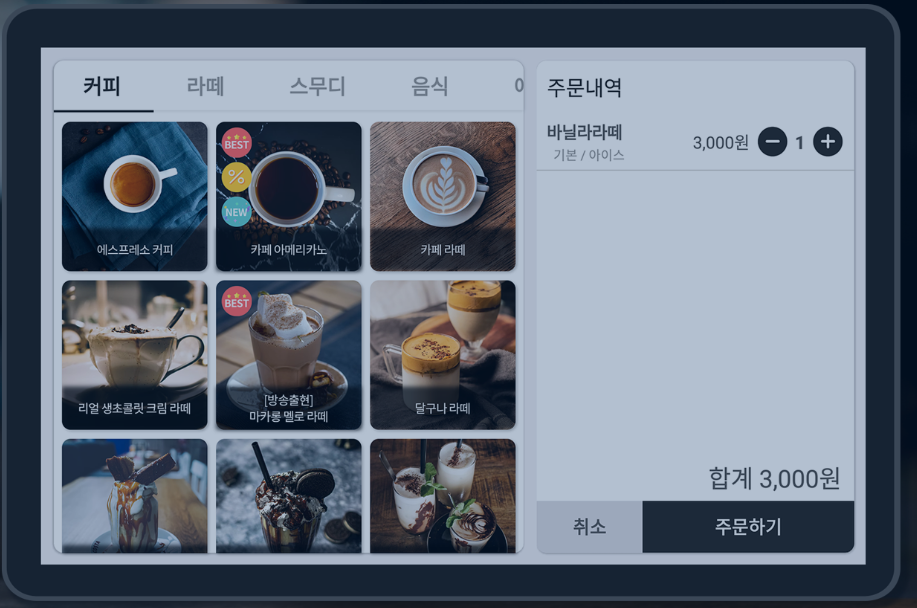 커피
라떼
스무디
음식
주문내역
바닐라라떼
3,000원
1
기본 / 아이스
BEST
%
NEW
에스프레소 커피
카페 아메리카노
카페 라떼
BEST
리얼 생초콜릿 크림 라떼
[방송출현]
마카롱 멜로 라떼
달구나 라떼
합계 3,000원
취소
주문하기